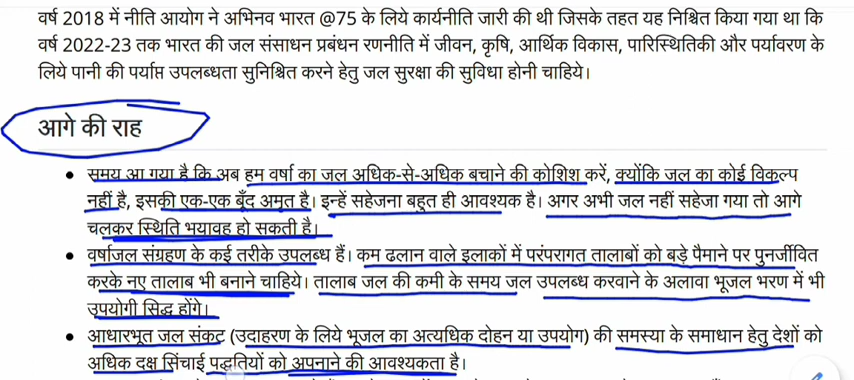 वर्ष 2018 में नीति आयोग ने अभिनव भारत @75 के लिये कार्यनीति जारी की थी जिसके तहत यह निश्चित किया गया था कि
वर्ष 2022-23 तक भारत की जल संसाधन प्रबंधन रणनीति में जीवन, कृषि, आर्थिक विकास, पारिस्थितिकी और पर्यावरण के
लिये पानी की पर्याप्त उपलब्धता सुनिश्चित करने हेतु जल सुरक्षा की सुविधा होनी चाहिये।
आगे की राह
• समय आ गया है कि अब हम वर्षा का जल अधिक-से-अधिक बचाने की कोशिश करें, क्योंकि जल का कोई विकल्प
नहीं है, इसकी एक-एक बूँद अमृत है। इन्हें सहेजना बहुत ही आवश्यक है। अगर अभी जल नहीं सहेजा गया तो आगे
चलकर स्थिति भयावह हो सकती है।
• वर्षाजल संग्रहण के कई तरीके उपलब्ध हैं। कम ढलान वाले इलाकों में परंपरागत तालाबों को बड़े पैमाने पर पुनर्जीवित
करके नए तालाब भी बनाने चाहिये। तालाब जल की कमी के समय जल उपलब्ध करवाने के अलावा भूजल भरण में भी
उपयोगी सिद्ध होंगे।
• आधारभूत जल संकट (उदाहरण के लिये भूजल का अत्यधिक दोहन या उपयोग) की समस्या के समाधान हेतु देशों को
अधिक दक्ष सिंचाई पद्धतियों को अपनाने की आवश्यकता है।